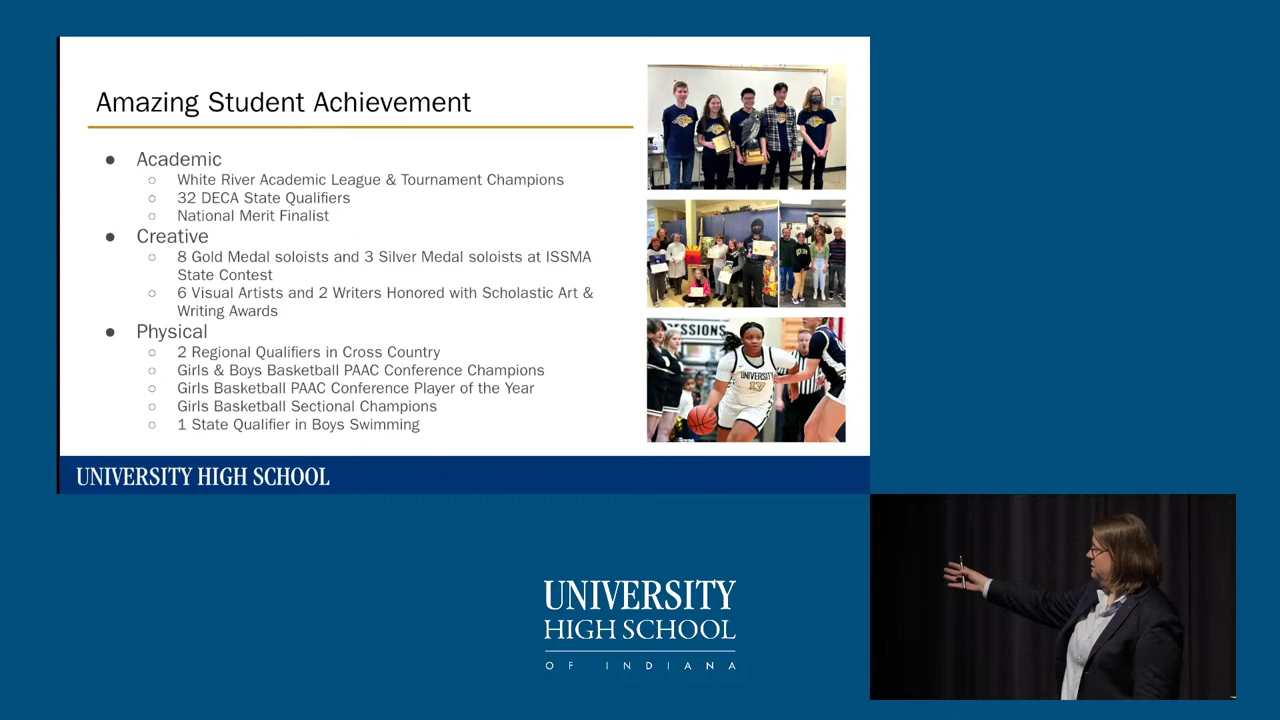 Amazing Student Achievement
● Academic
○ White River Academic League & Tournament Champions
○ 32 DECA State Qualifiers
○ National Merit Finalist
● Creative
○ 8 Gold Medal soloists and 3 Silver Medal soloists at ISSMA
State Contest
○ 6 Visual Artists and 2 Writers Honored with Scholastic Art &
Writing Awards
● Physical
○ 2 Regional Qualifiers in Cross Country
○ Girls & Boys Basketball PAAC Conference Champions
○ Girls Basketball PAAC Conference Player of the Year
○ Girls Basketball Sectional Champions
○ 1 State Qualifier in Boys Swimming
UNIVERSITY
13
UNIVERSITY HIGH SCHOOL
UNIVERSITY
HIGH SCHOOL
OF INDIANA